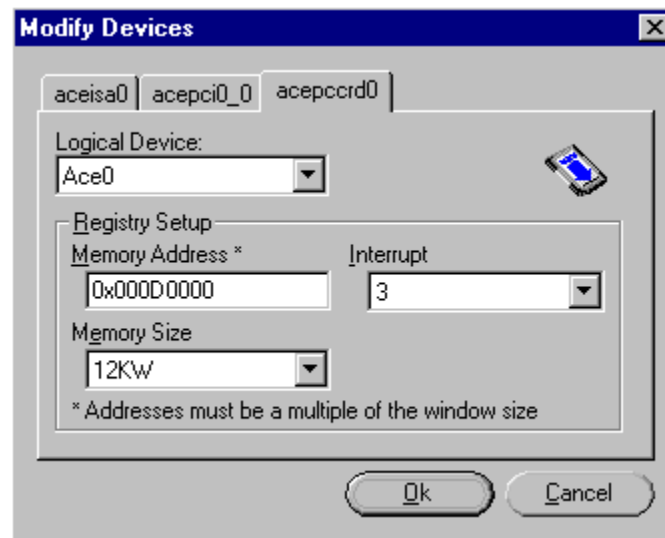 Modify Devices
aceisa0 acepci0_0 acepccrd0
Logical Device:
Ace0
Registry Setup
Memory Address * Interrupt
0x000D0000 3
Memory Size
12KW
* Addresses must be a multiple of the window size
Ok Cancel